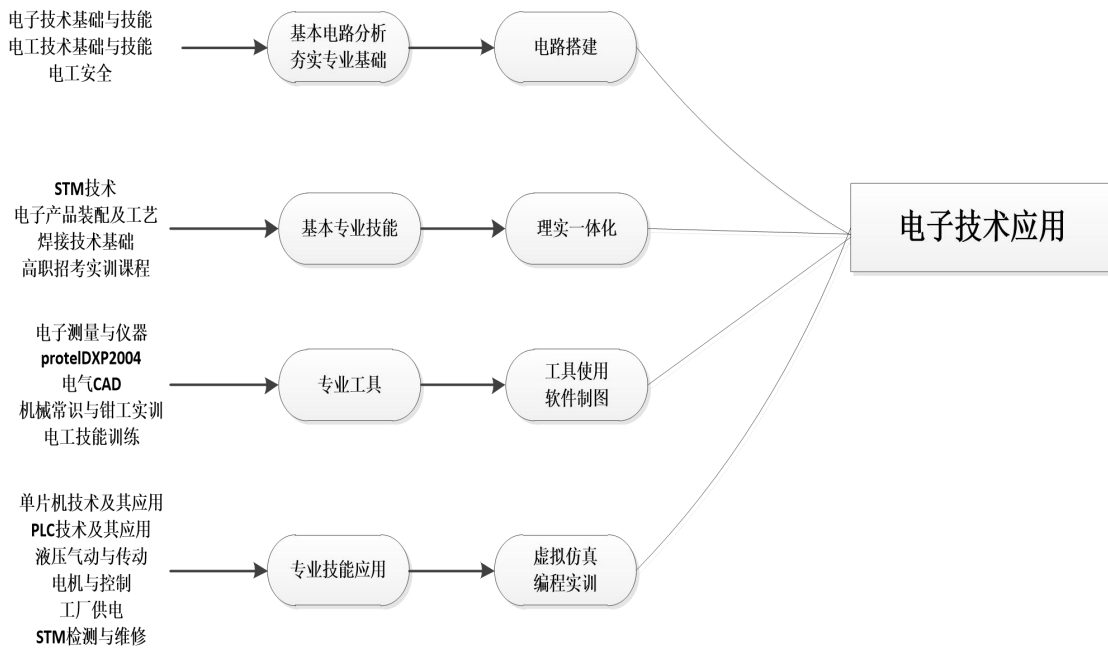 电子技术基础与技能
电工技术基础与技能
电工安全
基本电路分析
夯实专业基础
电路搭建
STM技术
电子产品装配及工艺
焊接技术基础
高职招考实训课程
基本专业技能
理实一体化
电子技术应用
电子测量与仪器
protelDXP2004
电气CAD
机械常识与钳工实训
电工技能训练
专业工具
工具使用
软件制图
单片机技术及其应用
PLC技术及其应用
液压气动与传动
电机与控制
工厂供电
STM检测与维修
专业技能应用
虚拟仿真
编程实训